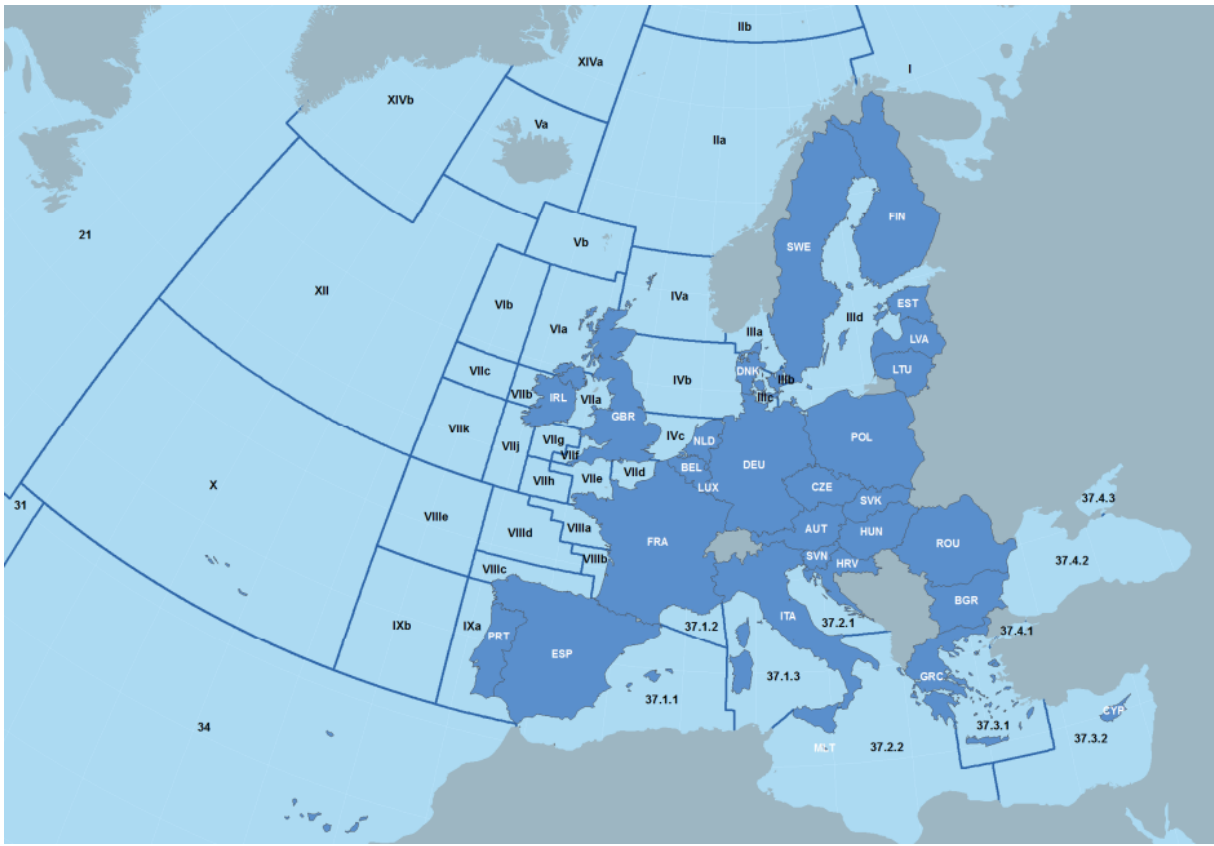 IIb
XIVa
I
XIVb
Va
IIa
FIN
21
Vb
SWE
XII
IVa
VIb
EST
IIId
VIa
IIIa
LVA
VIIc
DNK
LTU
IVb
IIIb
VIIb
IRL
VIIa
IIIc
GBR
VIIk
VIIj
VIIg
IVc
NLD
POL
VIIf
DEU
BEL
VIId
VIIe
VIIh
LUX
CZE
X
SVK
37.4.3
31
VIIIe
VIIId
VIIIa
AUT
HUN
FRA
ROU
VIIIb
SVN
HRV
37.4.2
VIIIc
BGR
ITA
IXb
IXa
37.1.2
37.2.1
37.4.1
PRT
ESP
37.1.3
GRC
37.1.1
CYP
34
37.3.1
37.3.2
MLT
37.2.2